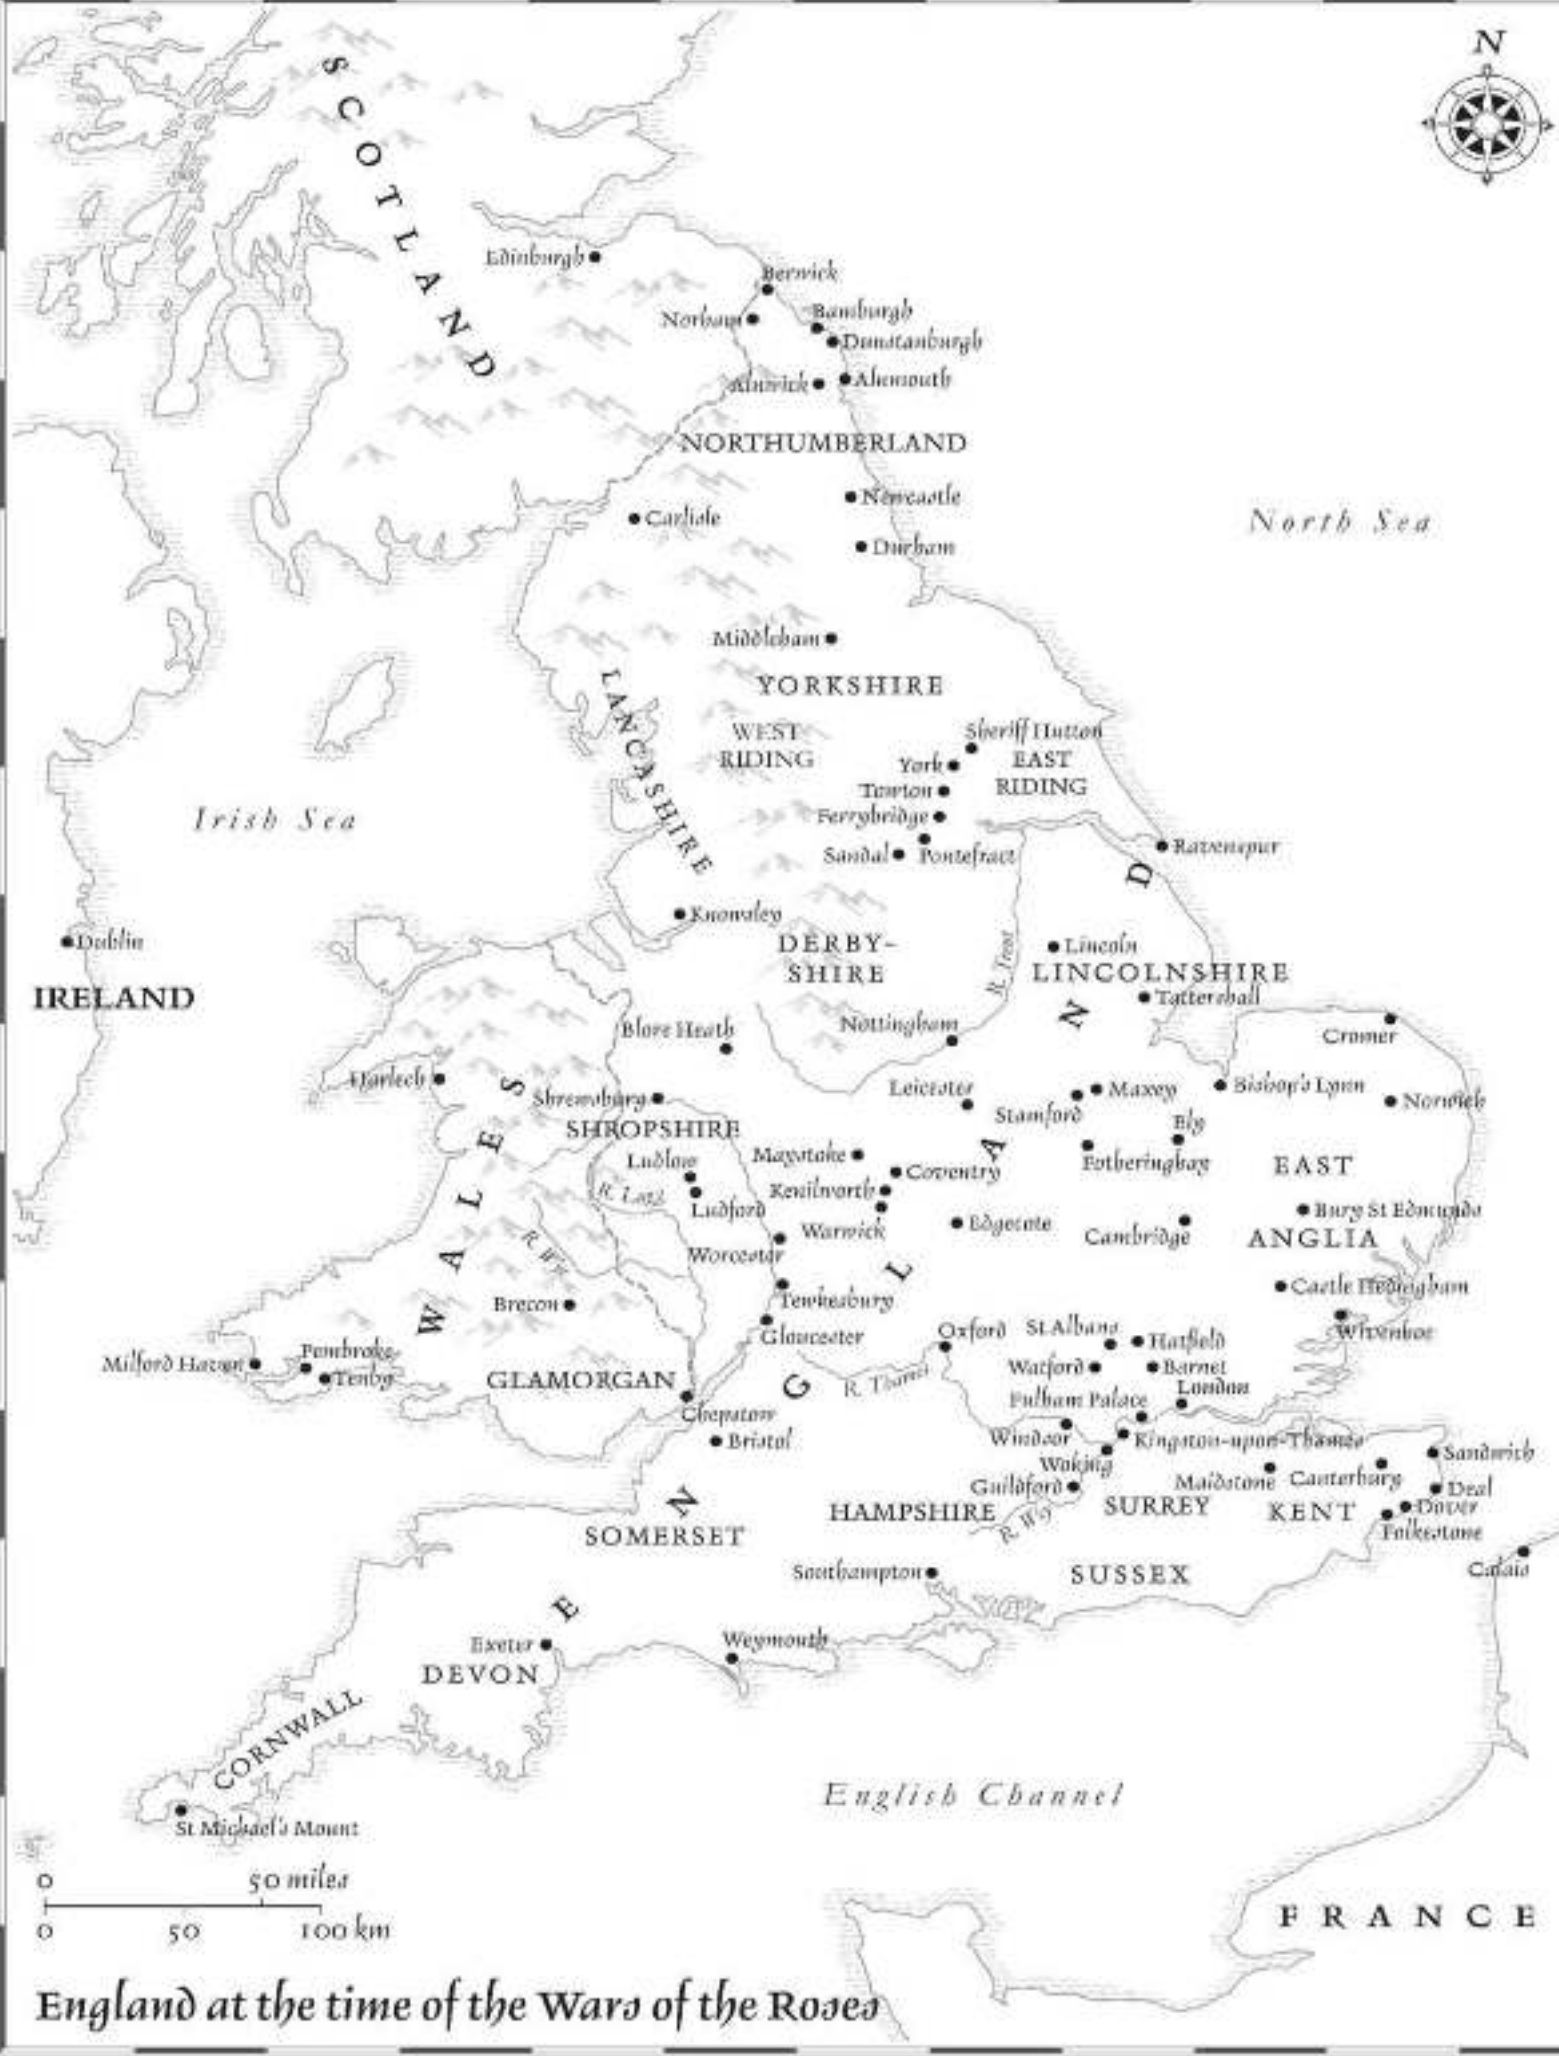 N
SCOTLAND
Edinburgh
Berwick
Norham
Bamburgh
Dunstanburgh
Alnwick
Alnmouth
NORTHUMBERLAND
Newcastle
Carlisle
North Sea
Durham
Middleham
YORKSHIRE
LANCASHIRE
WEST
RIDING
Sheriff Hutton
York
EAST
RIDING
Towton
Ferrybridge
Irish Sea
Sandal
Pontefract
Ravenspur
Knowsley
Dublin
IRELAND
DERBY-
SHIRE
R. Trent
Lincoln
LINCOLNSHIRE
Tattershall
Blore Heath
Nottingham
Cromer
Harlech
Shrewsbury
Leicester
Stamford
Maxey
Bishop's Lynn
Norwich
SHROPSHIRE
Ely
Fotheringhay
EAST
ANGLIA
Ludlow
Maxstoke
Coventry
Kenilworth
R. Lugg
Ludford
Warwick
Edgecote
Cambridge
Bury St Edmunds
WALES
R. Wye
Worcester
Brecon
Tewkesbury
Castle Hedingham
Gloucester
Oxford
St Albans
Hatfield
Wivenhoe
Milford Haven
Pembroke
Tenby
GLAMORGAN
R. Thames
Watford
Barnet
London
Fulham Palace
Chepstow
Bristol
Windsor
Kingston-upon-Thames
Woking
Sandwich
Guildford
Maidstone
Canterbury
Deal
HAMPSHIRE
R. Wey
SURREY
KENT
Dover
Folkestone
SOMERSET
Southampton
SUSSEX
Calais
ENGLAND
Exeter
DEVON
Weymouth
CORNWALL
English Channel
St Michael's Mount
0 50 miles
0 50 100 km
FRANCE
England at the time of the Wars of the Roses